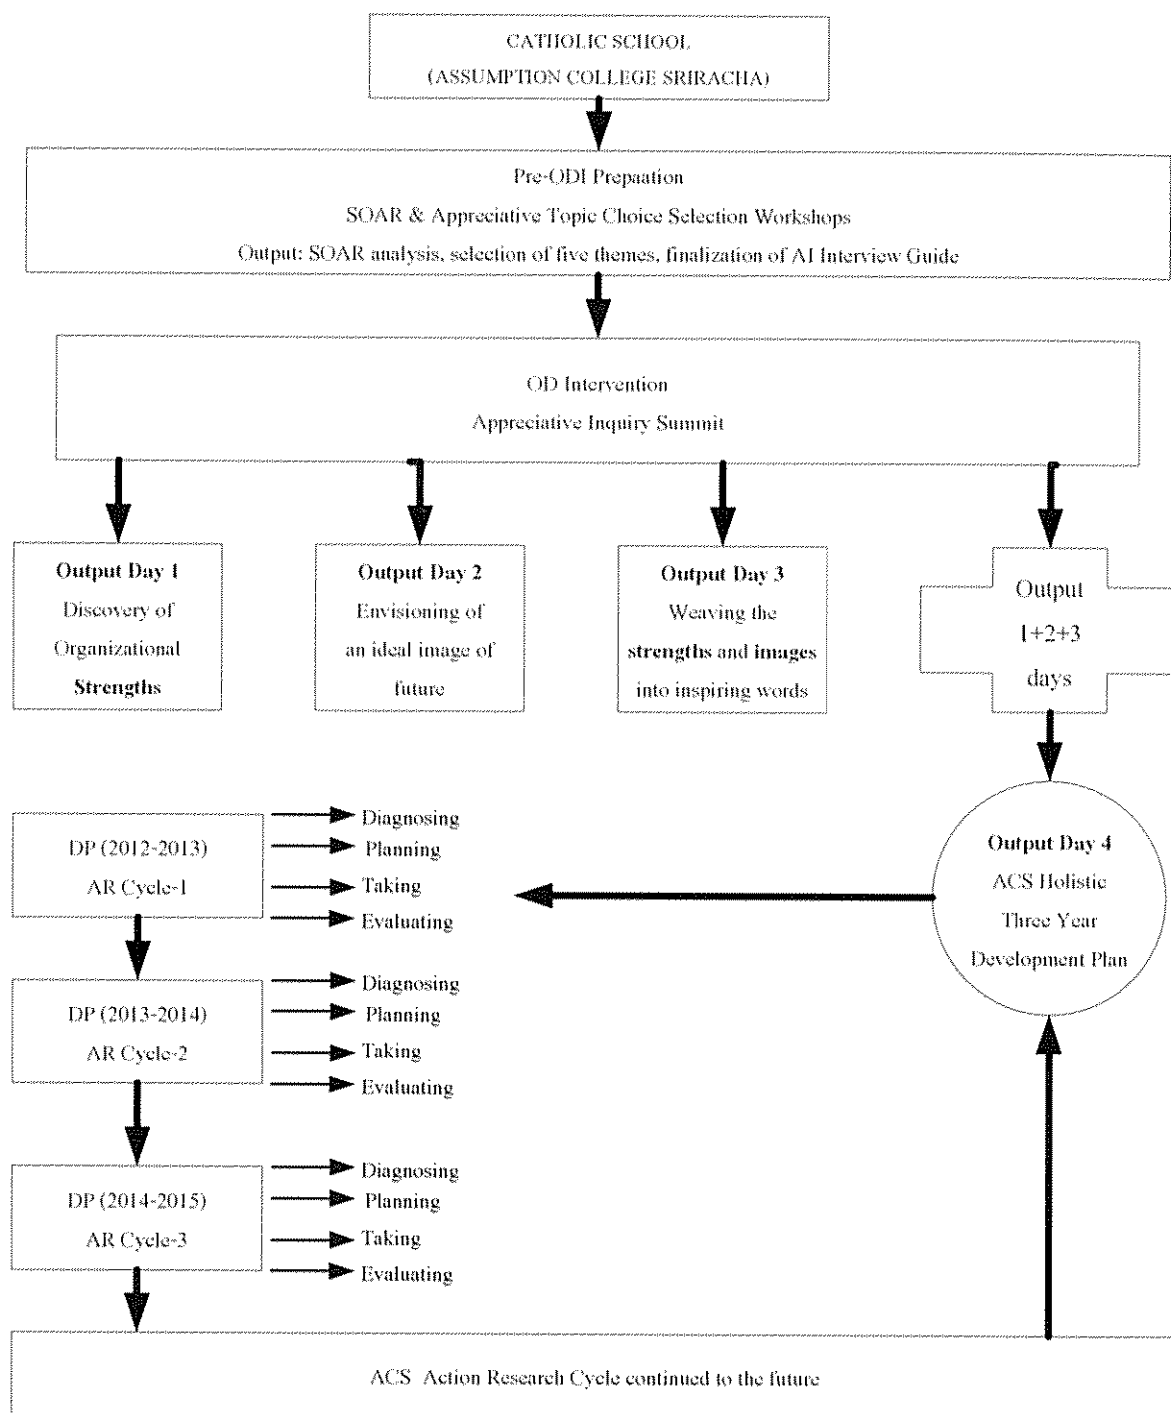 CATHOLIC SCHOOL
(ASSUMPTION COLLEGE SRIRACHA)
Pre-ODI Prepaation
SOAR & Appreciative Topic Choice Selection Workshops
Output: SOAR analysis, selection of five themes, finalization of AI Interview Guide
OD Intervention
Appreciative Inquiry Summit
Output Day 1
Discovery of
Organizational
Strengths
Output Day 2
Envisioning of
an ideal image of
future
Output Day 3
Weaving the
strengths and images
into inspiring words
Output
1+2+3
days
Output Day 4
ACS Holistic
Three Year
Development Plan
DP (2012-2013)
AR Cycle-1
Diagnosing
Planning
Taking
Evaluating
DP (2013-2014)
AR Cycle-2
Diagnosing
Planning
Taking
Evaluating
DP (2014-2015)
AR Cycle-3
Diagnosing
Planning
Taking
Evaluating
ACS Action Research Cycle continued to the future